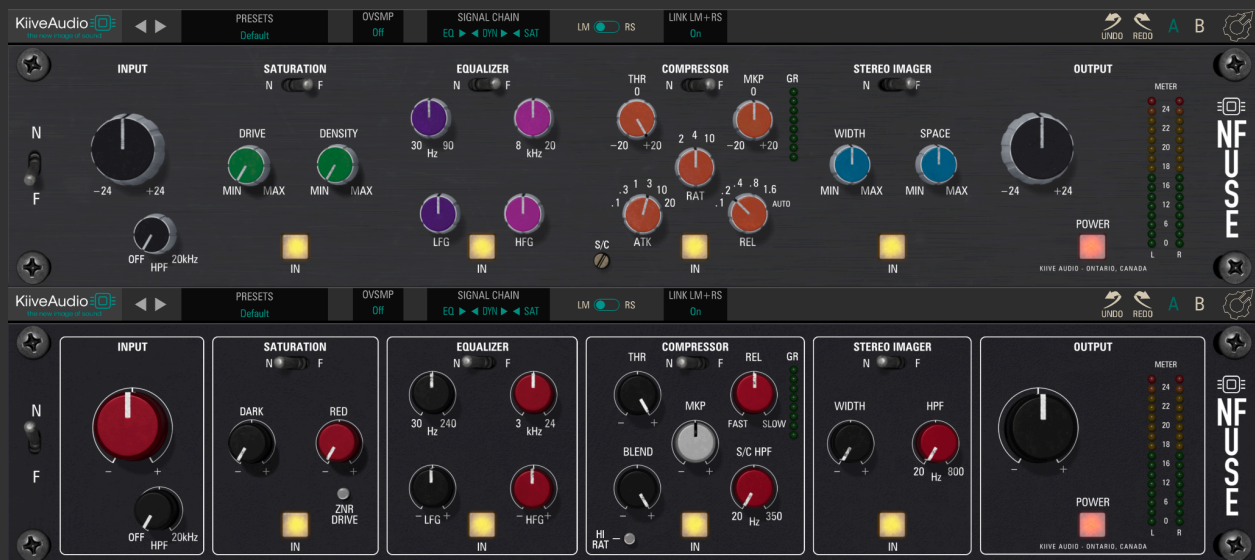 KiiveAudio
the new image of sound
PRESETS
Default
OVSMP
Off
SIGNAL CHAIN
EQ ▶ ◀ DYN ▶ ◀ SAT
LM RS
LINK LM+RS
On
UNDO REDO
A B
INPUT
SATURATION
N F
EQUALIZER
N F
COMPRESSOR
N F
STEREO IMAGER
N F
OUTPUT
N
F
-24 +24
OFF HPF 20kHz
DRIVE DENSITY
MIN MAX MIN MAX
IN
30 Hz 90
8 kHz 20
LFG HFG
IN
THR
0
-20 +20
MKP
0
-20 +20
GR
2 4 10
RAT
.1 .3 1 3 10 20
ATK
.1 .2 .4 .8 1.6 AUTO
REL
S/C
IN
WIDTH SPACE
MIN MAX MIN MAX
IN
-24 +24
POWER
KIIVE AUDIO - ONTARIO, CANADA
METER
24
22
20
18
16
12
6
0
L R
NFUSE
KiiveAudio
the new image of sound
PRESETS
Default
OVSMP
Off
SIGNAL CHAIN
EQ ▶ ◀ DYN ▶ ◀ SAT
LM RS
LINK LM+RS
On
UNDO REDO
A B
INPUT
SATURATION
N F
EQUALIZER
N F
COMPRESSOR
N F
STEREO IMAGER
N F
OUTPUT
N
F
- +
OFF HPF 20kHz
DARK RED
- + - +
ZNR
DRIVE
IN
30 Hz 240
3 kHz 24
- LFG + - HFG +
IN
THR
- +
REL
FAST SLOW
GR
MKP
- +
BLEND
- +
S/C HPF
20 Hz 350
HI
RAT
IN
WIDTH HPF
- + 20 Hz 800
IN
- +
POWER
KIIVE AUDIO - ONTARIO, CANADA
METER
24
22
20
18
16
12
6
0
L R
NFUSE